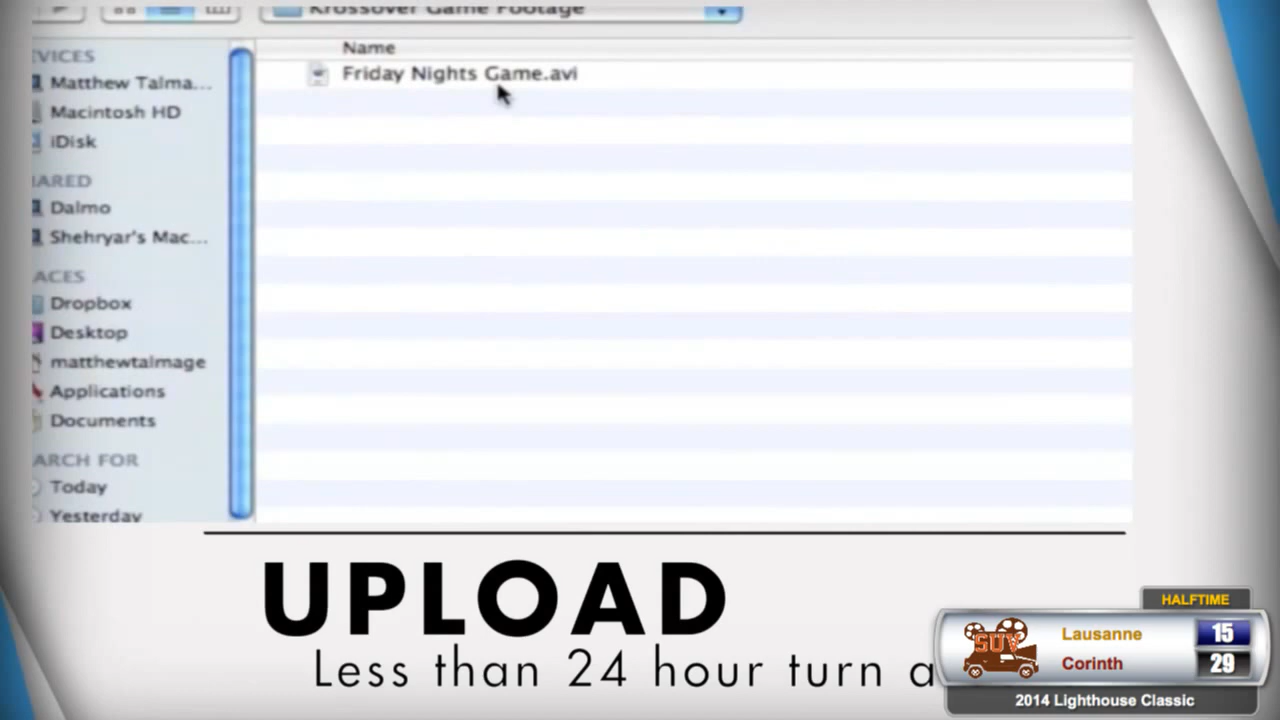 Krossover Game Footage
Name
Friday Nights Game.avi
VICES
Matthew Talma...
Macintosh HD
iDisk
ARED
Dalmo
Shehryar's Mac...
ACES
Dropbox
Desktop
matthewtalmage
Applications
Documents
ARCH FOR
Today
Yesterday
UPLOAD
Less than 24 hour turn a
HALFTIME
SUV
Lausanne 15
Corinth 29
2014 Lighthouse Classic